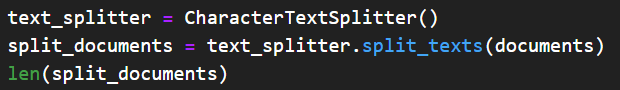 text_splitter = CharacterTextSplitter()
split_documents = text_splitter.split_texts(documents)
len(split_documents)